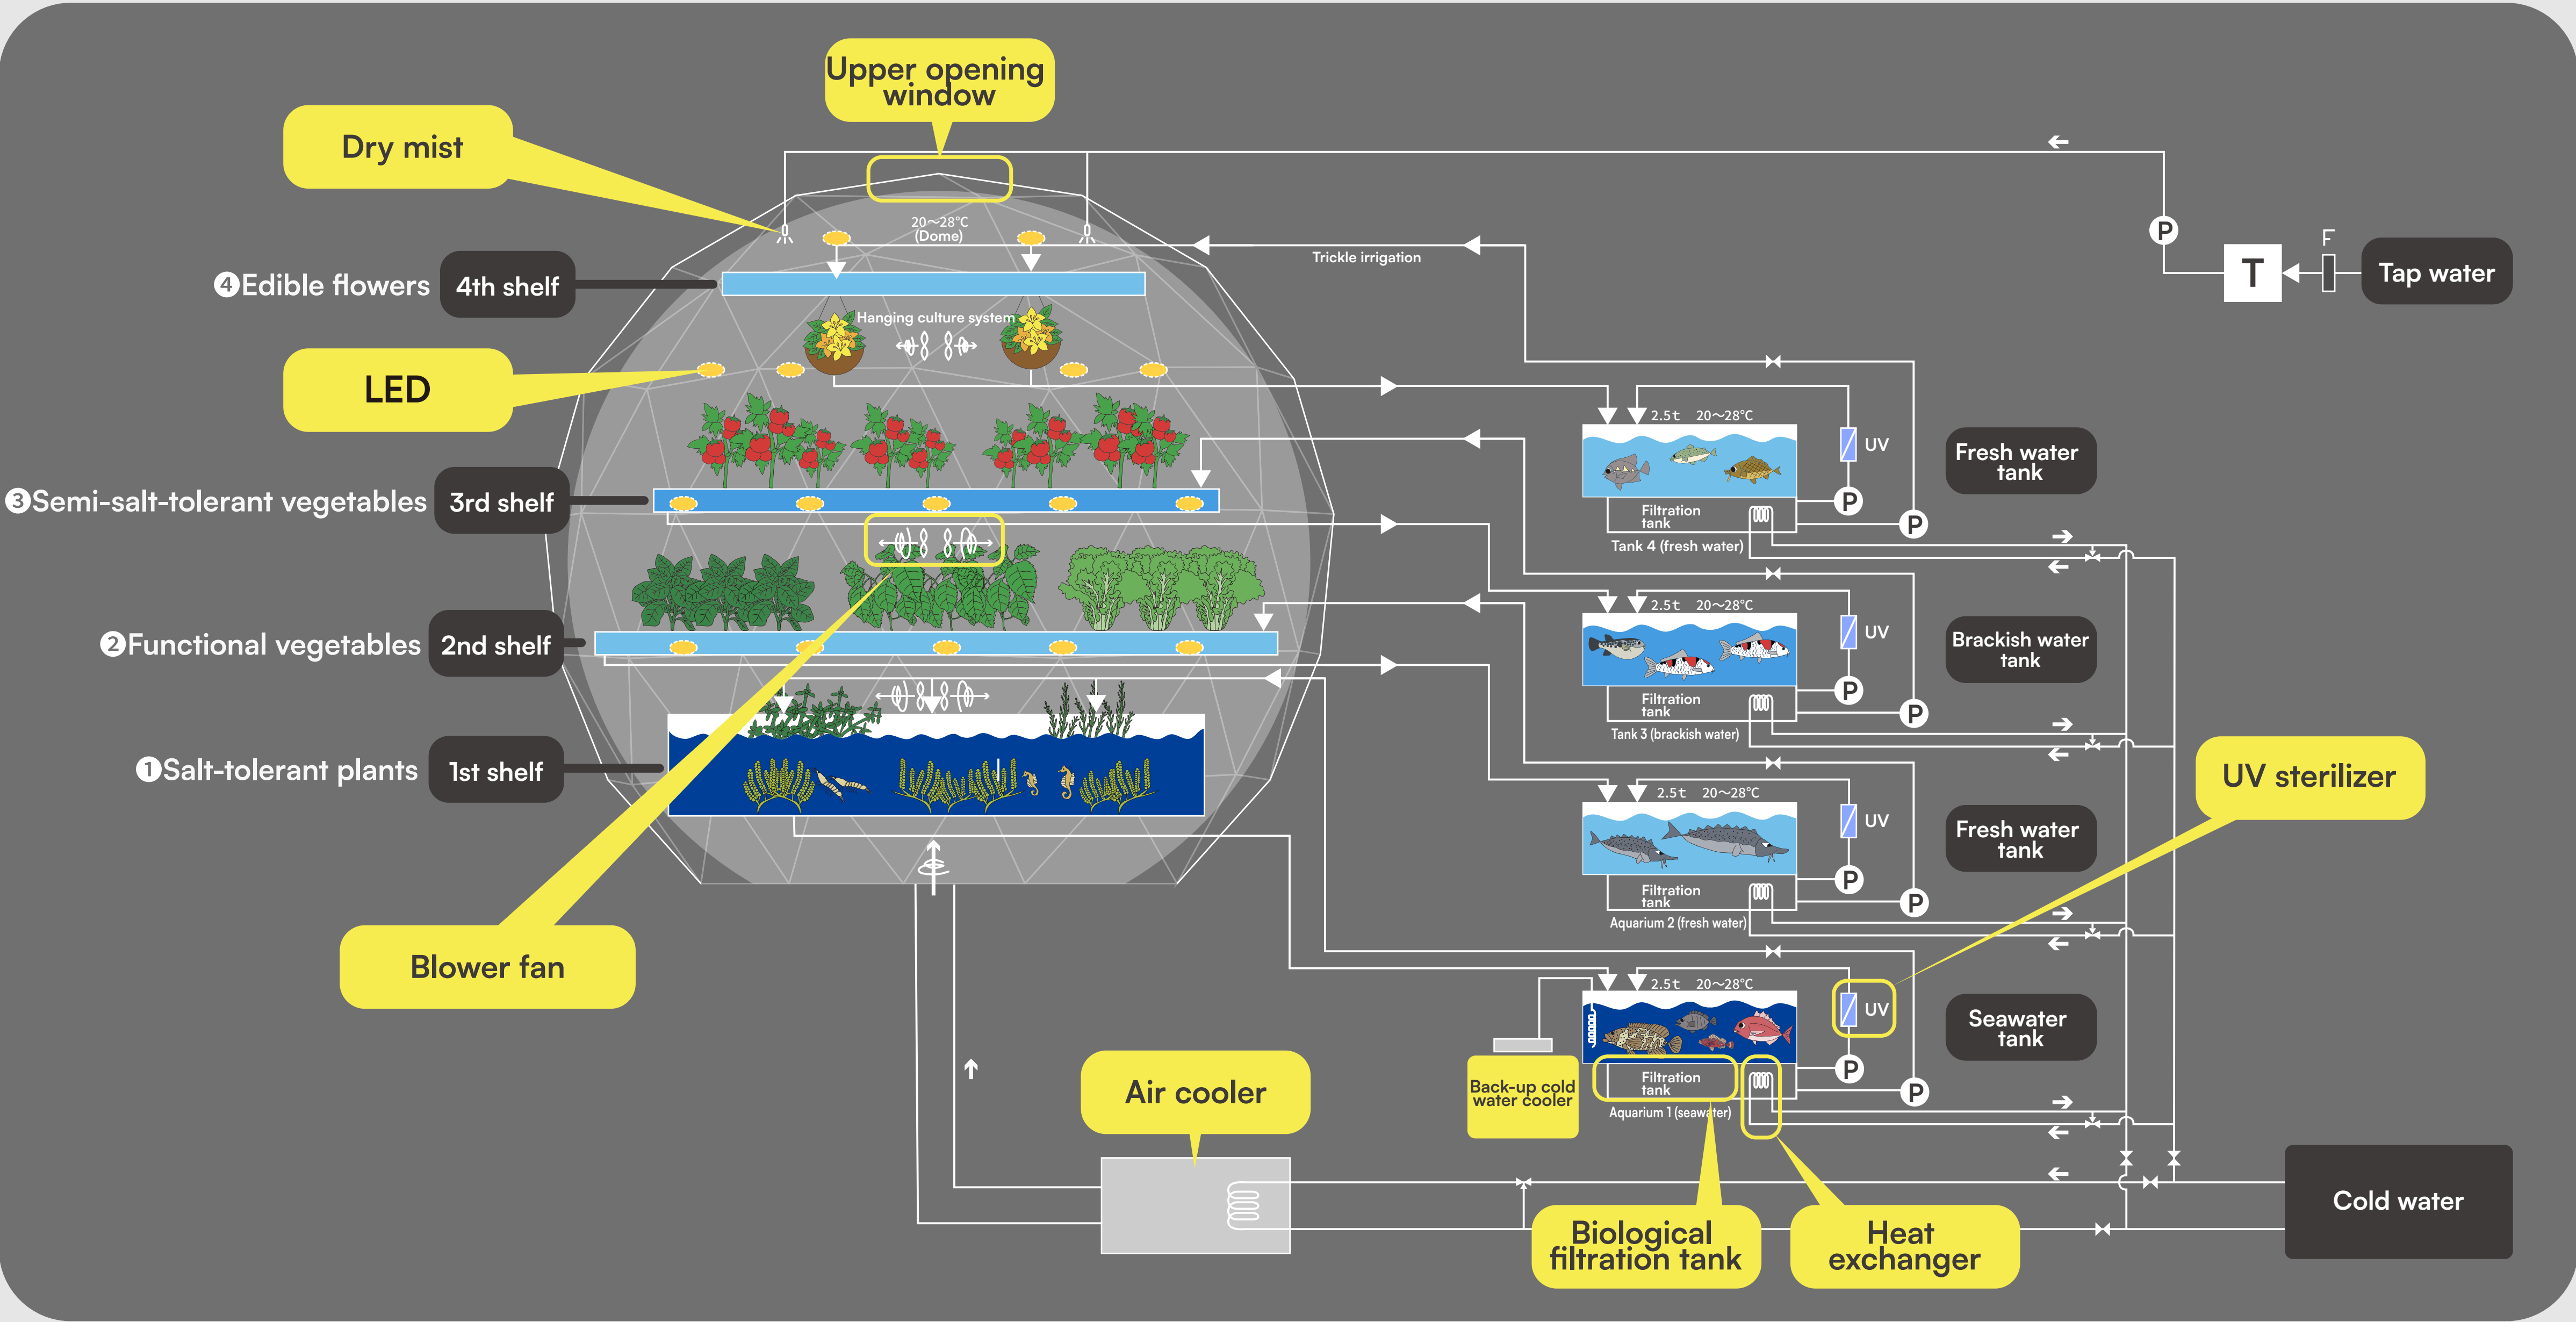 Upper opening
window
Dry mist
20～28℃
(Dome)
Trickle irrigation
F
P
T
Tap water
❹Edible flowers
4th shelf
Hanging culture system
LED
2.5t 20～28℃
UV
Fresh water
tank
P
P
Filtration
tank
Tank 4 (fresh water)
❸Semi-salt-tolerant vegetables
3rd shelf
2.5t 20～28℃
UV
Brackish water
tank
P
P
Filtration
tank
Tank 3 (brackish water)
❷Functional vegetables
2nd shelf
❶Salt-tolerant plants
1st shelf
2.5t 20～28℃
UV
Fresh water
tank
P
P
Filtration
tank
Aquarium 2 (fresh water)
UV sterilizer
Blower fan
2.5t 20～28℃
UV
Seawater
tank
P
P
Filtration
tank
Aquarium 1 (seawater)
Back-up cold
water cooler
Air cooler
Biological
filtration tank
Heat
exchanger
Cold water